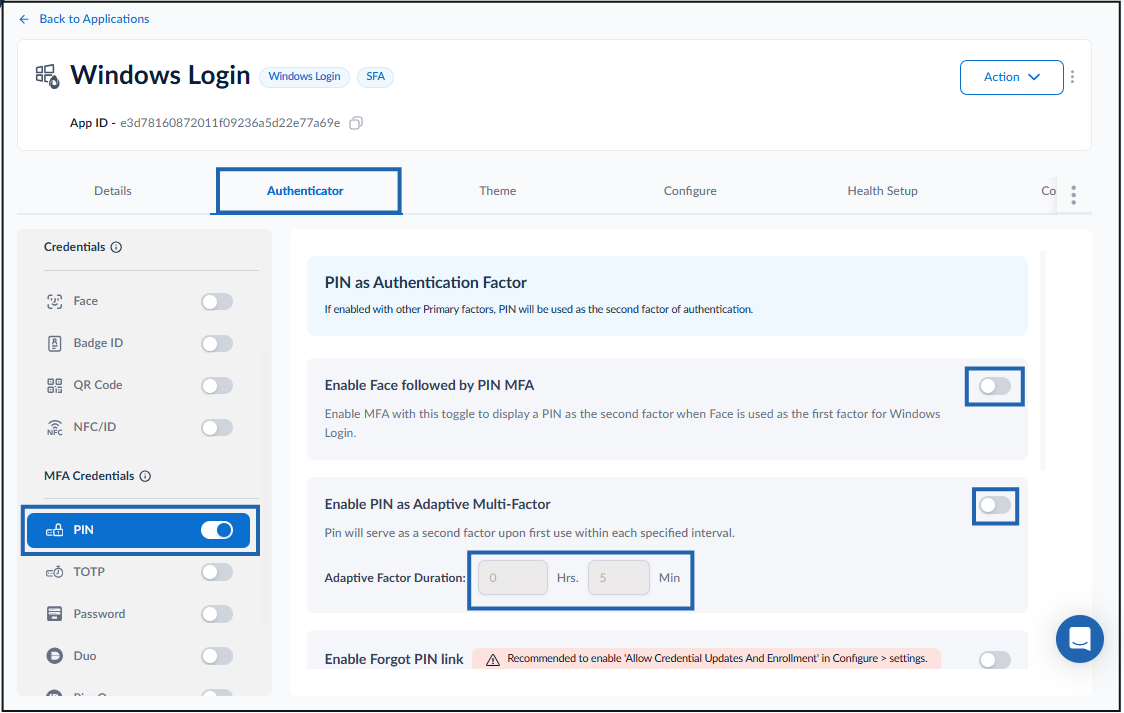 Back to Applications
Windows Login
Windows Login
SFA
Action
App ID - e3d78160872011f09236a5d22e77a69e
Details
Authenticator
Theme
Configure
Health Setup
Co
Credentials
Face
Badge ID
QR Code
NFC/ID
NFC
MFA Credentials
PIN
TOTP
Password
Duo
PIN as Authentication Factor
If enabled with other Primary factors, PIN will be used as the second factor of authentication.
Enable Face followed by PIN MFA
Enable MFA with this toggle to display a PIN as the second factor when Face is used as the first factor for Windows
Login.
Enable PIN as Adaptive Multi-Factor
Pin will serve as a second factor upon first use within each specified interval.
Adaptive Factor Duration: 0 Hrs. 5 Min
Enable Forgot PIN link
Recommended to enable 'Allow Credential Updates And Enrollment' in Configure > settings.